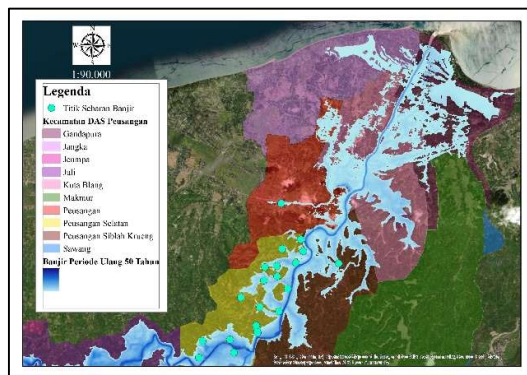 N
W
S
1:90,000
Legenda
Titik Sebaran Banjir
Kecamatan DAS Peusangan
Gandapura
Jangka
Jeumpa
Juli
Kuta Blang
Makmur
Peusangan
Peusangan Selatan
Peusangan Siblah Krueng
Sawang
Banjir Periode Ulang 50 Tahun